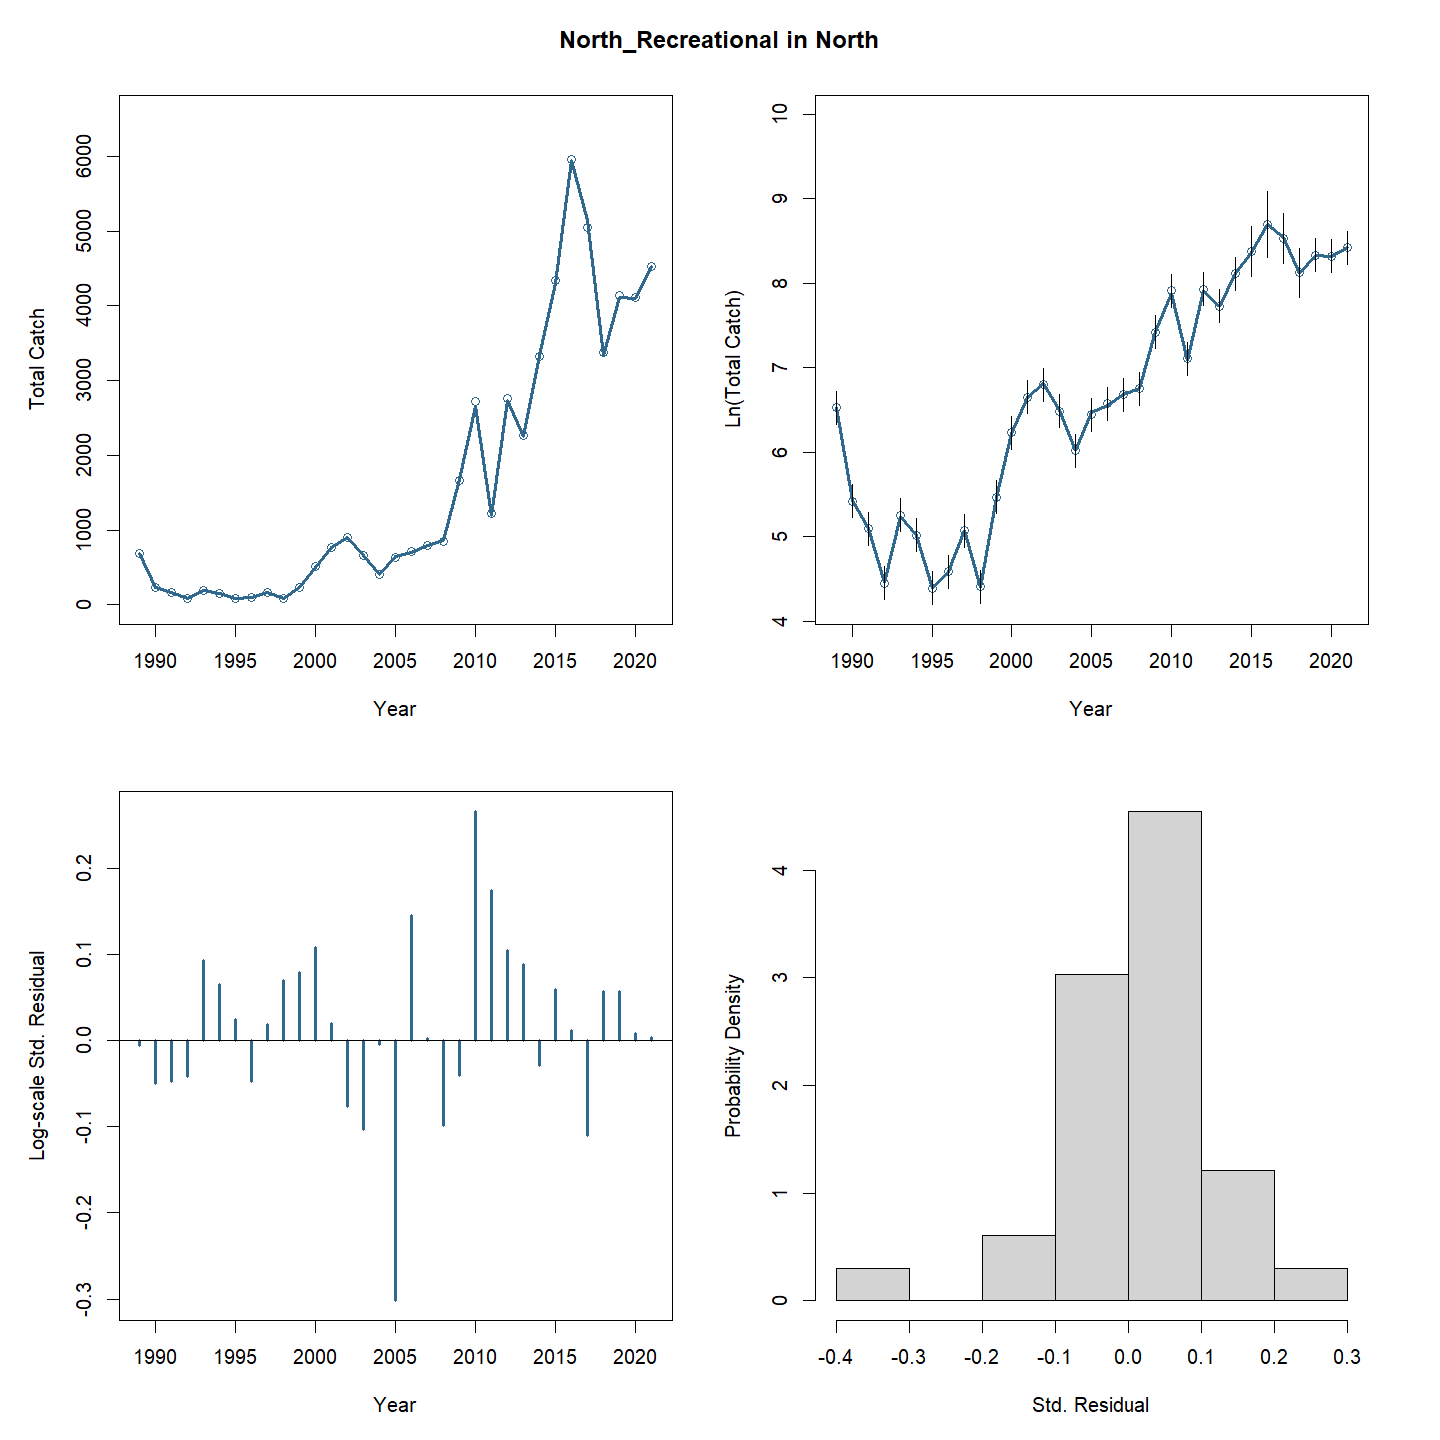 North_Recreational in North
Total Catch
6000
5000
4000
3000
2000
1000
0
1990 1995 2000 2005 2010 2015 2020
Year
Ln(Total Catch)
10
9
8
7
6
5
4
1990 1995 2000 2005 2010 2015 2020
Year
Log-scale Std. Residual
0.2
0.1
0.0
-0.1
-0.2
-0.3
1990 1995 2000 2005 2010 2015 2020
Year
Probability Density
4
3
2
1
0
-0.4 -0.3 -0.2 -0.1 0.0 0.1 0.2 0.3
Std. Residual